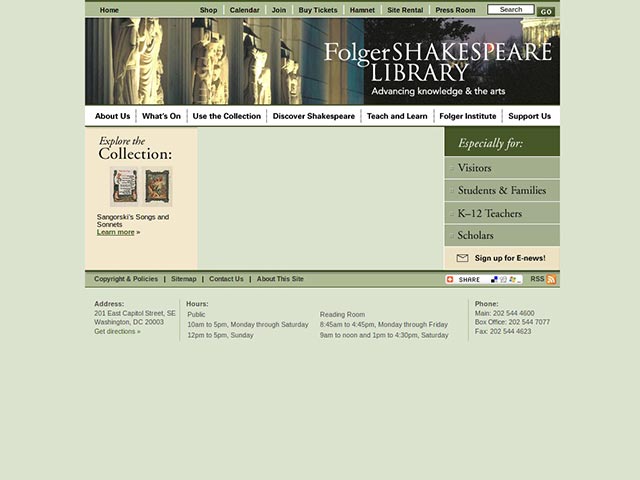 Home Shop Calendar Join Buy Tickets Hamnet Site Rental Press Room Search GO
FolgerSHAKESPEARE
LIBRARY
Advancing knowledge & the arts
About Us What's On Use the Collection Discover Shakespeare Teach and Learn Folger Institute Support Us
Explore the
Collection:
Sangorski's Songs and
Sonnets
Learn more »
Especially for:
Visitors
Students & Families
K–12 Teachers
Scholars
Sign up for E-news!
Copyright & Policies | Sitemap | Contact Us | About This Site SHARE RSS
Address:
201 East Capitol Street, SE
Washington, DC 20003
Get directions »
Hours:
Public
10am to 5pm, Monday through Saturday
12pm to 5pm, Sunday
Reading Room
8:45am to 4:45pm, Monday through Friday
9am to noon and 1pm to 4:30pm, Saturday
Phone:
Main: 202 544 4600
Box Office: 202 544 7077
Fax: 202 544 4623